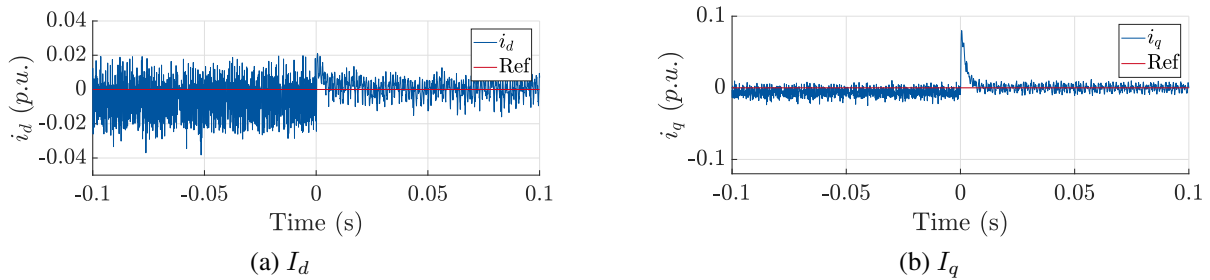 0.04
0.02
0
-0.02
-0.04
i_d (p.u.)
i_d
Ref
-0.1 -0.05 0 0.05 0.1
Time (s)
(a) I_d
0.1
0
-0.1
i_q (p.u.)
i_q
Ref
-0.1 -0.05 0 0.05 0.1
Time (s)
(b) I_q